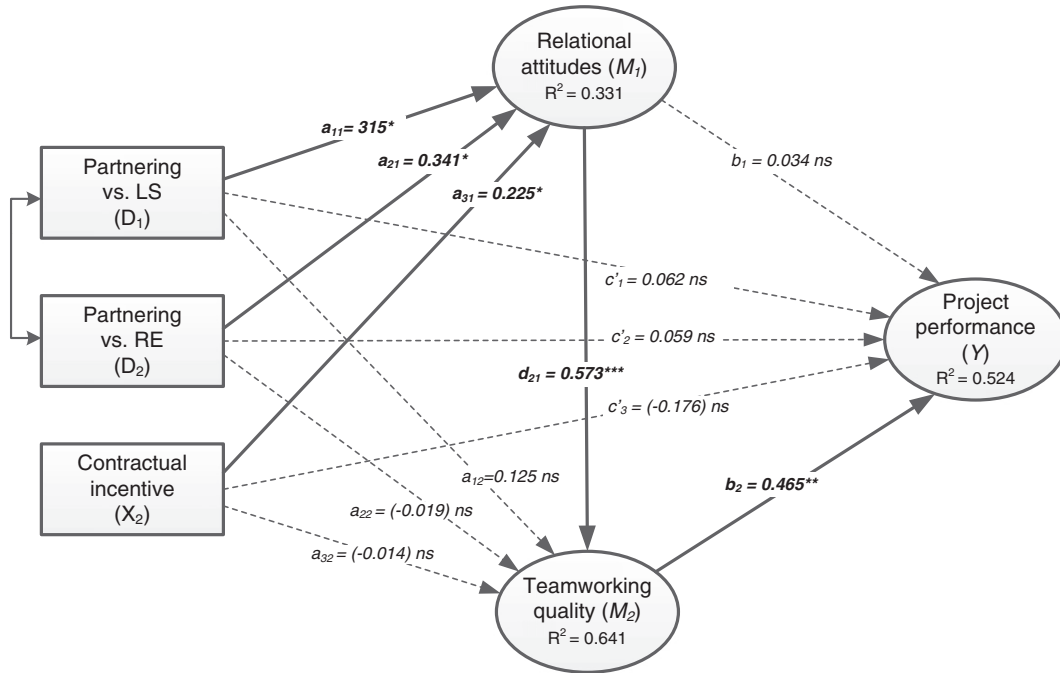 Relational
attitudes (M₁)
R² = 0.331
a₁₁= 315*
a₂₁ = 0.341*
a₃₁ = 0.225*
b₁ = 0.034 ns
Partnering
vs. LS
(D₁)
c'₁ = 0.062 ns
Partnering
vs. RE
(D₂)
c'₂ = 0.059 ns
Project
performance
(Y)
R² = 0.524
d₂₁ = 0.573***
c'₃ = (-0.176) ns
Contractual
incentive
(X₂)
a₁₂=0.125 ns
b₂ = 0.465**
a₂₂ = (-0.019) ns
a₃₂ = (-0.014) ns
Teamworking
quality (M₂)
R² = 0.641